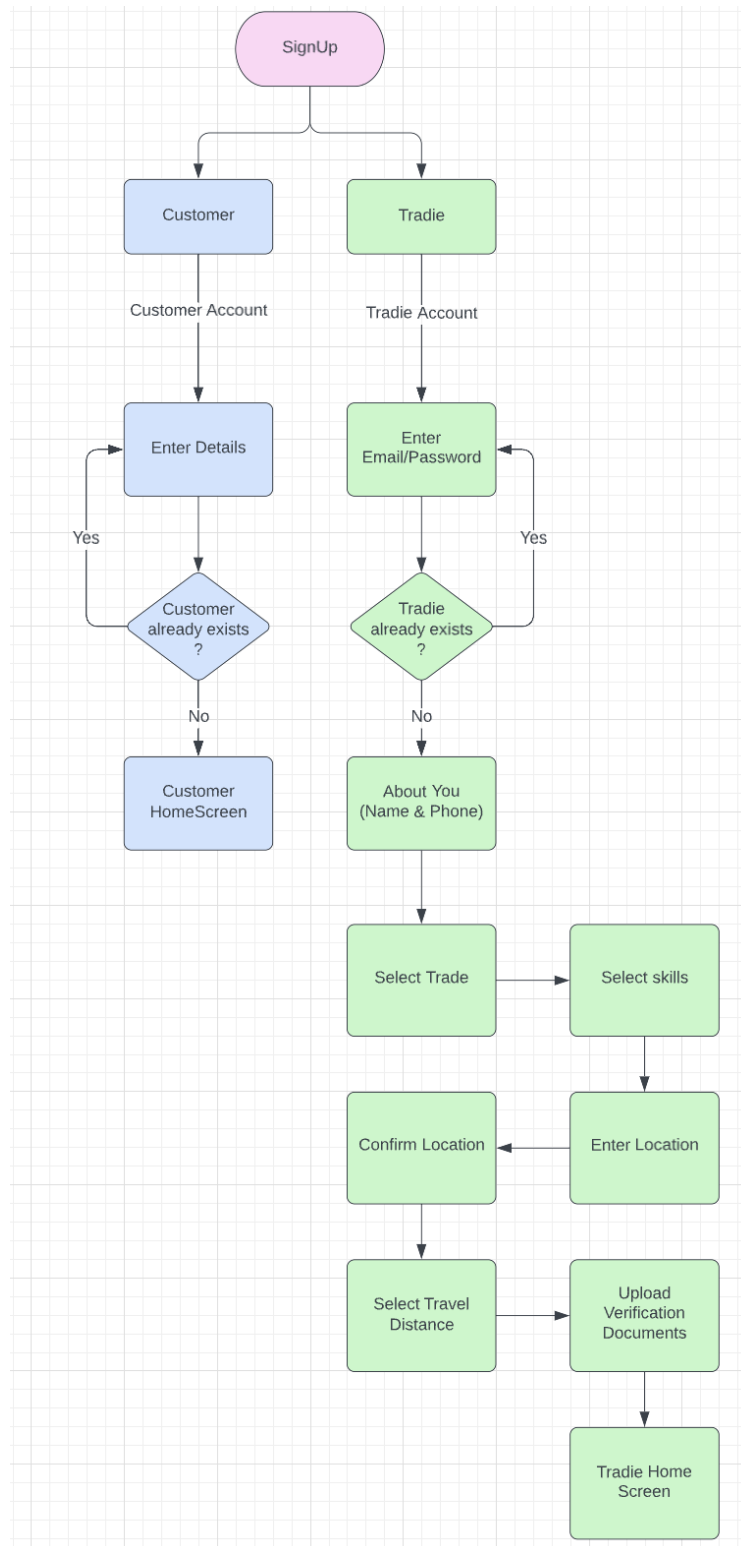 SignUp
Customer
Tradie
Customer Account
Tradie Account
Enter Details
Enter
Email/Password
Yes
Yes
Customer
already exists
?
Tradie
already exists
?
No
No
Customer
HomeScreen
About You
(Name & Phone)
Select Trade
Select skills
Confirm Location
Enter Location
Select Travel
Distance
Upload
Verification
Documents
Tradie Home
Screen